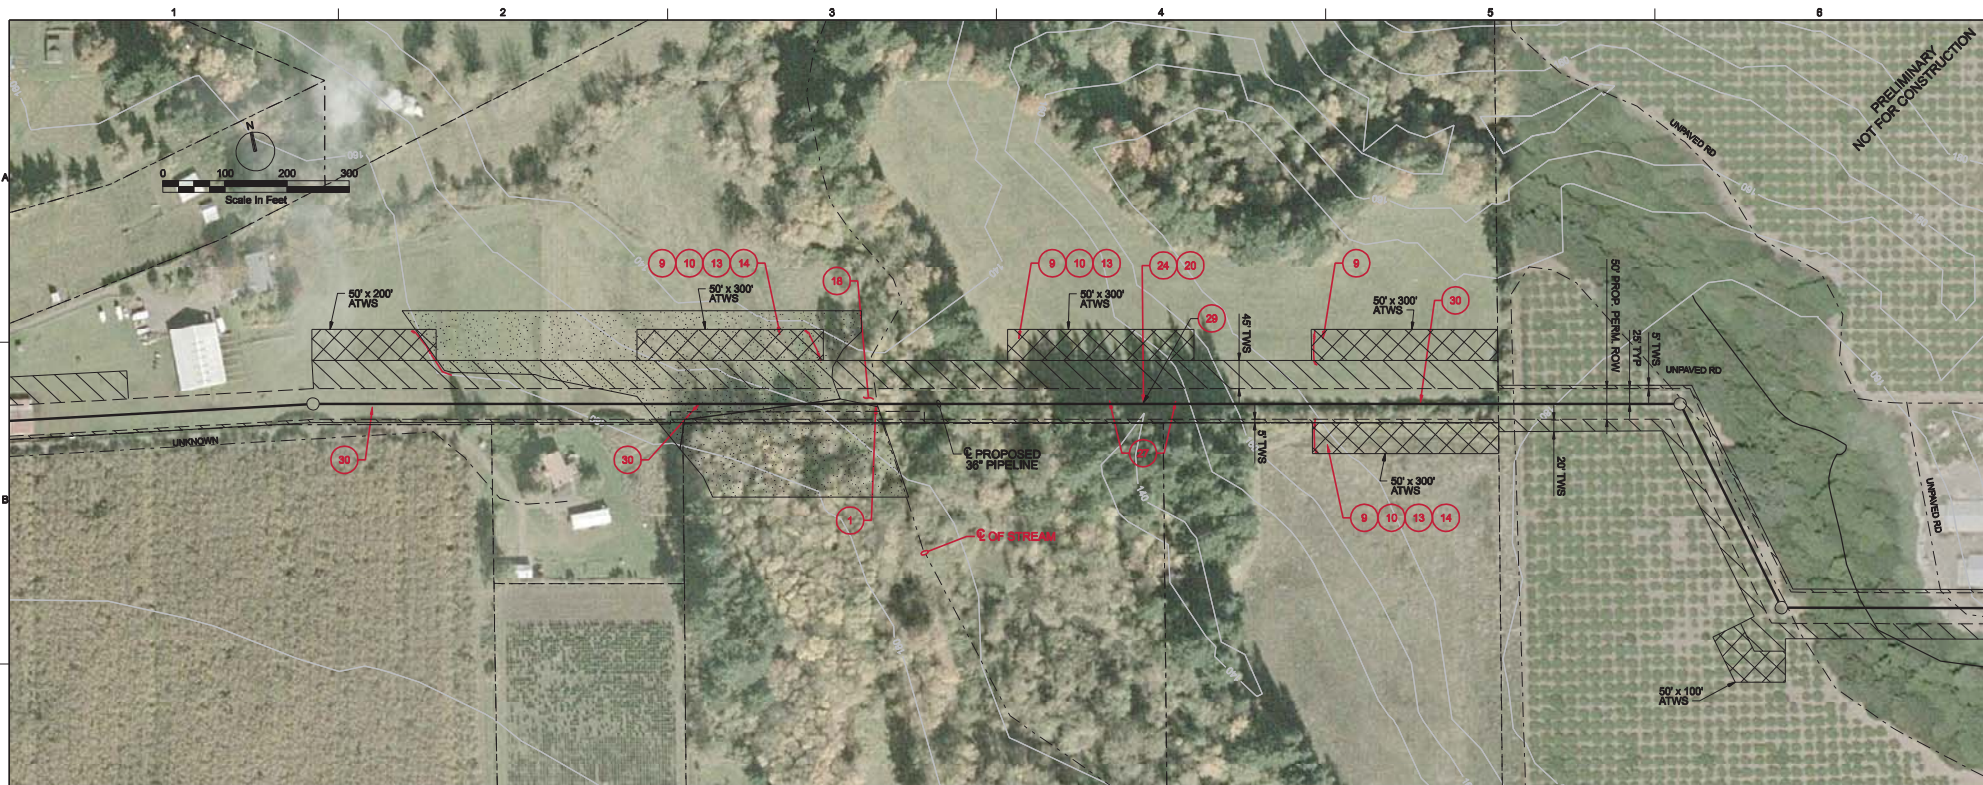 1 2 3 4 5 6
A
B
PRELIMINARY
NOT FOR CONSTRUCTION
N
0 100 200 300
Scale In Feet
160
UNPAVED RD
9 10 13 14
18
9 10 13
24 20
9
29
30
50' x 200'
ATWS
50' x 300'
ATWS
50' x 300'
ATWS
50' x 300'
ATWS
45' TWS
50' PROP. PERM. ROW
25' TYP
5' TWS
UNPAVED RD
UNKNOWN
30
30
1
27
℄ PROPOSED
36" PIPELINE
℄ OF STREAM
140
5' TWS
50' x 300'
ATWS
9 10 13 14
20' TWS
UNPAVED RD
50' x 100'
ATWS